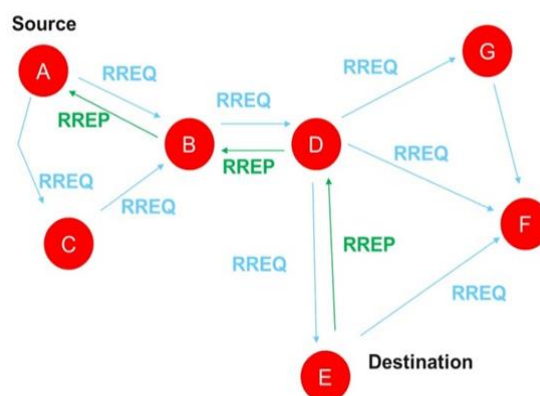 Source
A
RREQ
RREP
RREQ
C
RREQ
B
RREQ
RREP
D
RREQ
G
RREQ
F
RREQ
RREP
RREQ
E
Destination